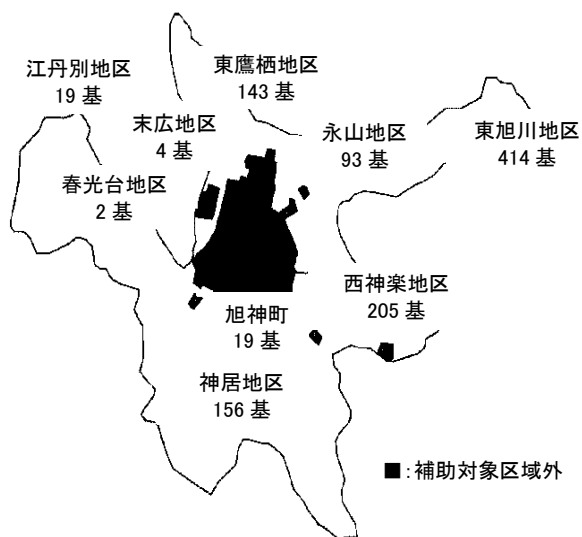 東鷹栖地区
143 基
江丹別地区
19 基
末広地区
4 基
永山地区
93 基
東旭川地区
414 基
春光台地区
2 基
西神楽地区
205 基
旭神町
19 基
神居地区
156 基
■:補助対象区域外